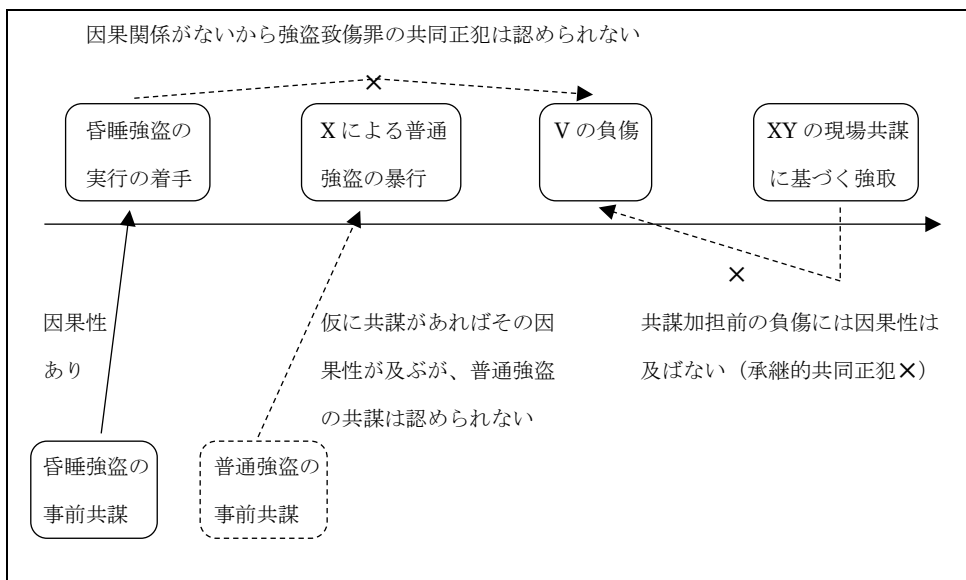 因果関係がないから強盗致傷罪の共同正犯は認められない
×
昏睡強盗の
実行の着手
X による普通
強盗の暴行
V の負傷
XY の現場共謀
に基づく強取
×
因果性
あり
仮に共謀があればその因
果性が及ぶが、普通強盗
の共謀は認められない
共謀加担前の負傷には因果性は
及ばない（承継的共同正犯×）
昏睡強盗の
事前共謀
普通強盗の
事前共謀